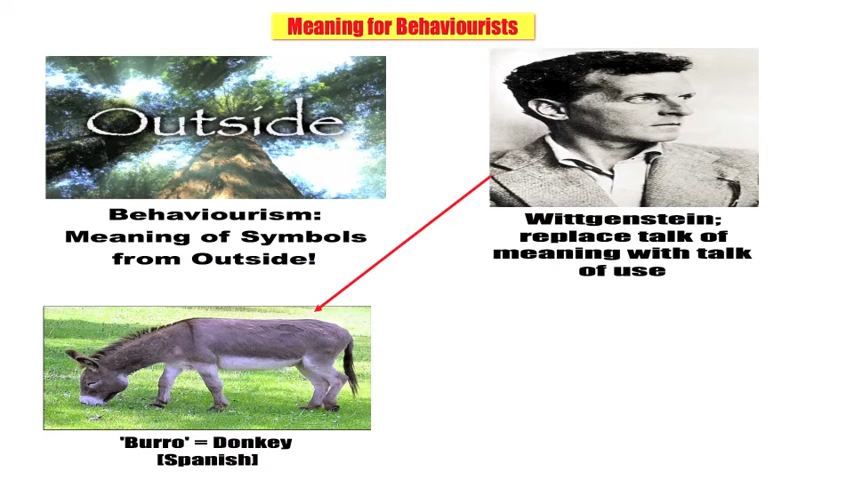 Meaning for Behaviourists
Outside
Behaviourism:
Meaning of Symbols
from Outside!
Wittgenstein;
replace talk of
meaning with talk
of use
'Burro' = Donkey
[Spanish]